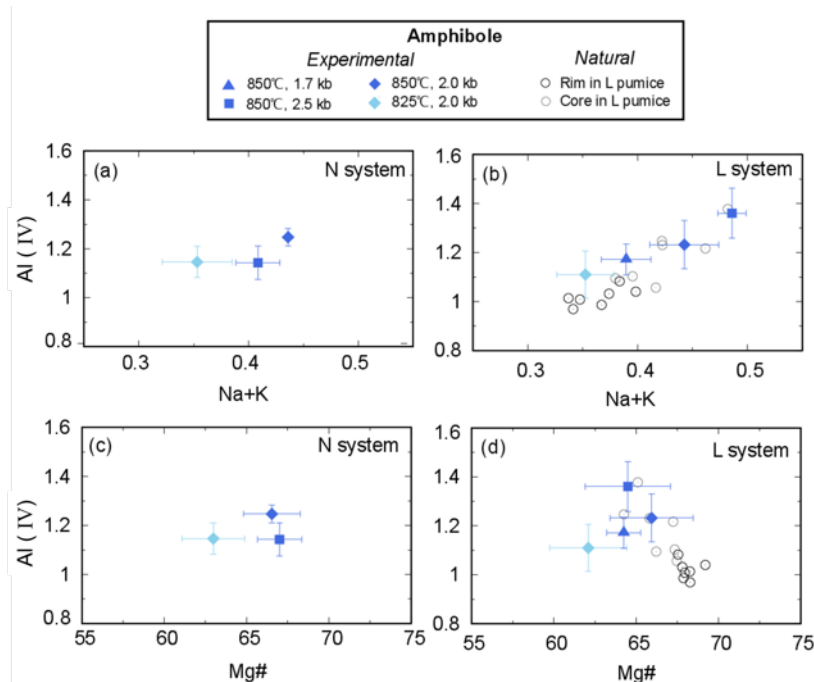 Amphibole
Experimental Natural
850℃, 1.7 kb 850℃, 2.0 kb Rim in L pumice
850℃, 2.5 kb 825℃, 2.0 kb Core in L pumice
(a) N system
1.6
1.4
1.2
1
0.8
Al ( IV)
0.3 0.4 0.5
Na+K
(b) L system
1.6
1.4
1.2
1.0
0.8
0.3 0.4 0.5
Na+K
(c) N system
1.6
1.4
1.2
1
0.8
Al ( IV)
55 60 65 70 75
Mg#
(d) L system
1.6
1.4
1.2
1
0.8
55 60 65 70 75
Mg#